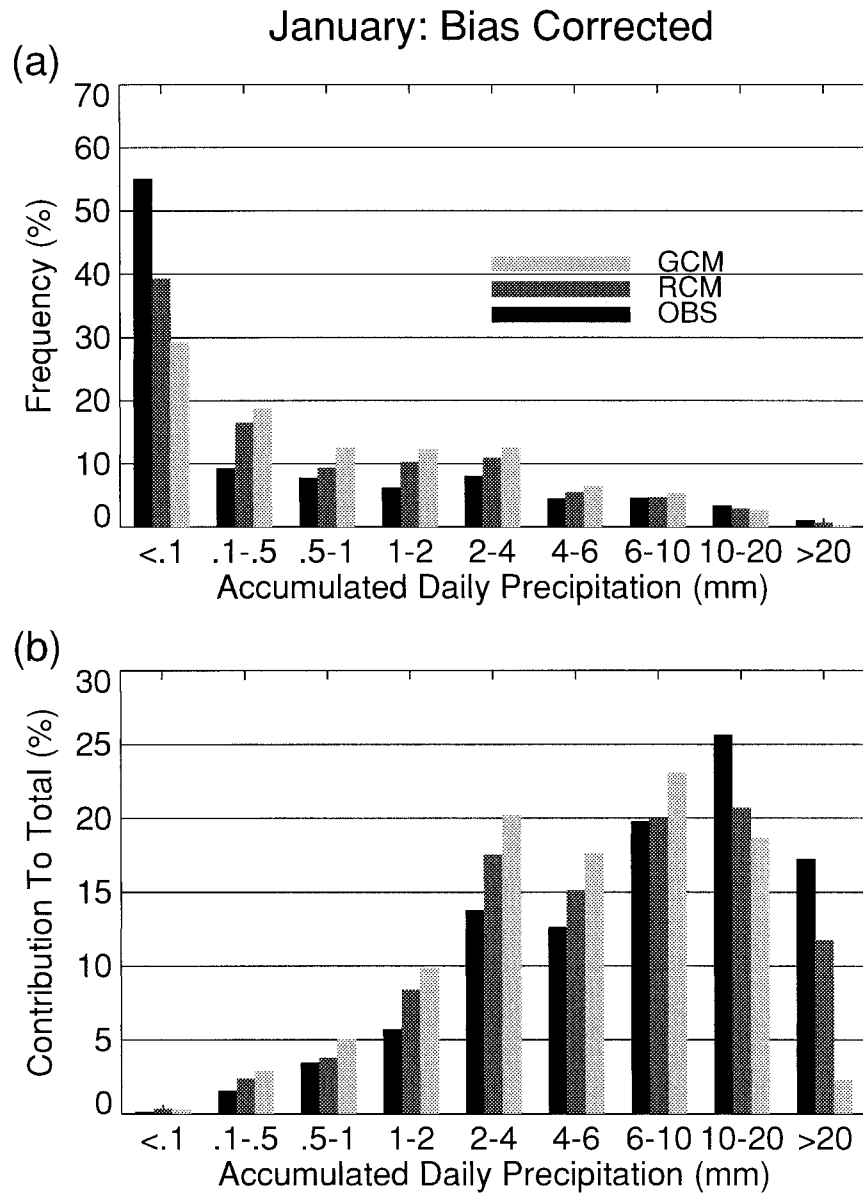 January: Bias Corrected
(a)
70
60
50
40
30
20
10
0
Frequency (%)
GCM
RCM
OBS
<.1 .1-.5 .5-1 1-2 2-4 4-6 6-10 10-20 >20
Accumulated Daily Precipitation (mm)
(b)
30
25
20
15
10
5
0
Contribution To Total (%)
<.1 .1-.5 .5-1 1-2 2-4 4-6 6-10 10-20 >20
Accumulated Daily Precipitation (mm)